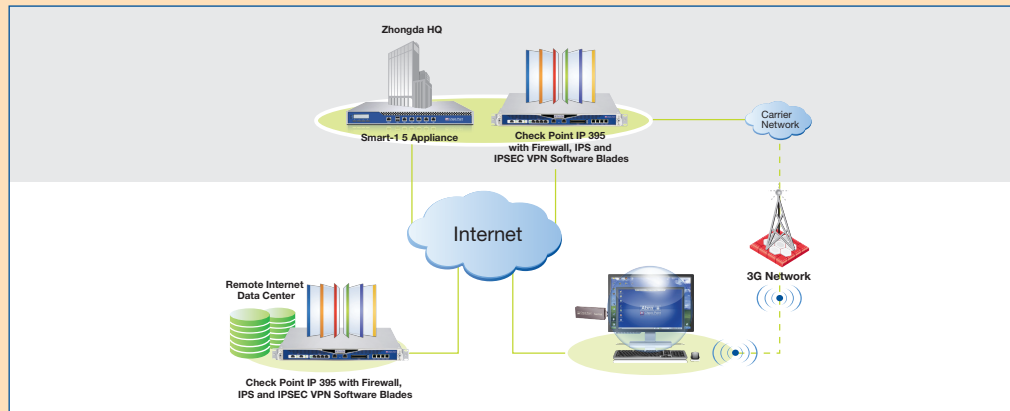 Zhongda HQ
Smart-1 5 Appliance
Check Point IP 395
with Firewall, IPS and
IPSEC VPN Software Blades
Carrier
Network
Internet
3G Network
Remote Internet
Data Center
Check Point IP 395 with Firewall,
IPS and IPSEC VPN Software Blades